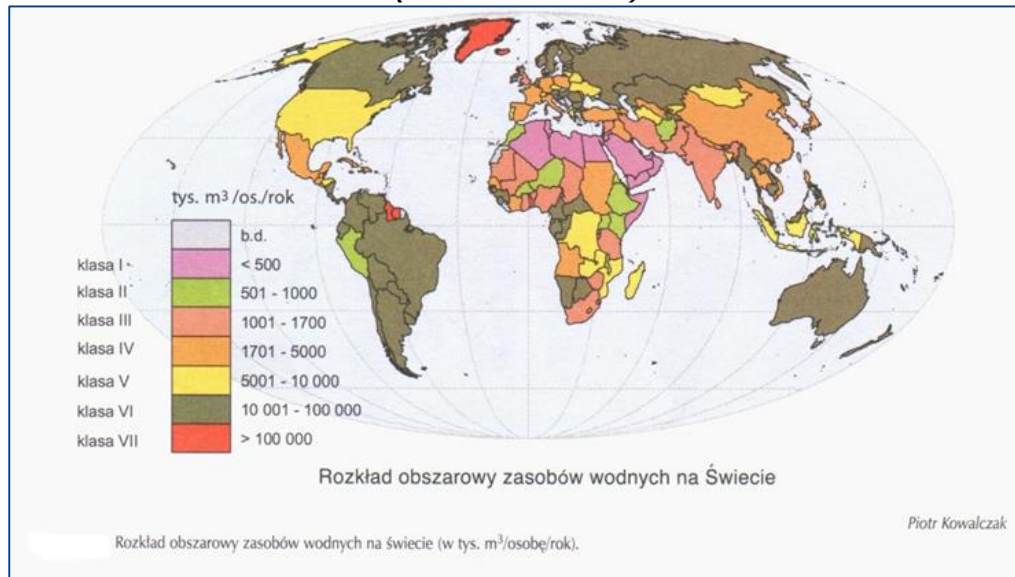 tys. m³ /os./rok
b.d.
klasa I - < 500
klasa II 501 - 1000
klasa III 1001 - 1700
klasa IV 1701 - 5000
klasa V 5001 - 10 000
klasa VI 10 001 - 100 000
klasa VII > 100 000
Rozkład obszarowy zasobów wodnych na Świecie
Piotr Kowalczak
Rozkład obszarowy zasobów wodnych na świecie (w tys. m³/osobę/rok).